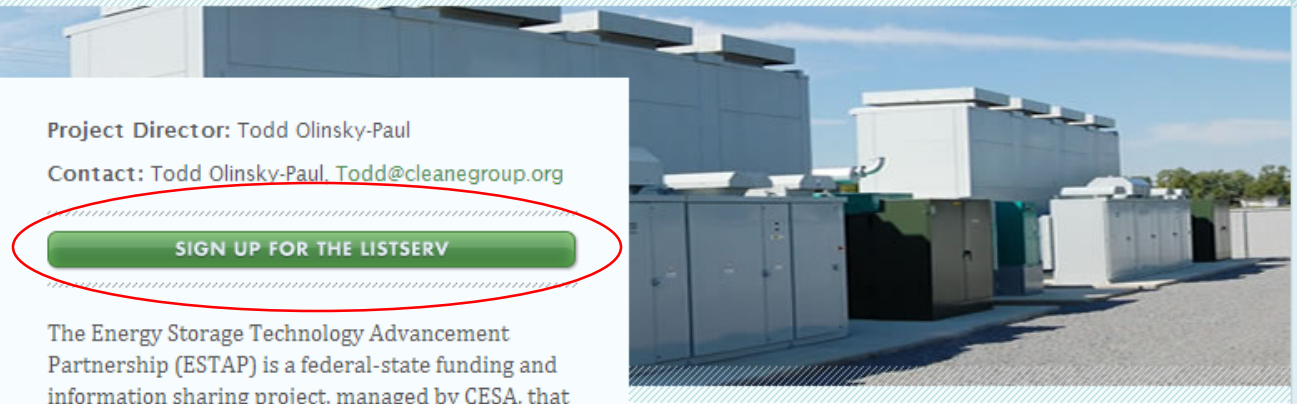 Project Director: Todd Olinsky-Paul
Contact: Todd Olinsky-Paul, Todd@cleanegroup.org
SIGN UP FOR THE LISTSERV
The Energy Storage Technology Advancement
Partnership (ESTAP) is a federal-state funding and
information sharing project, managed by CESA, that